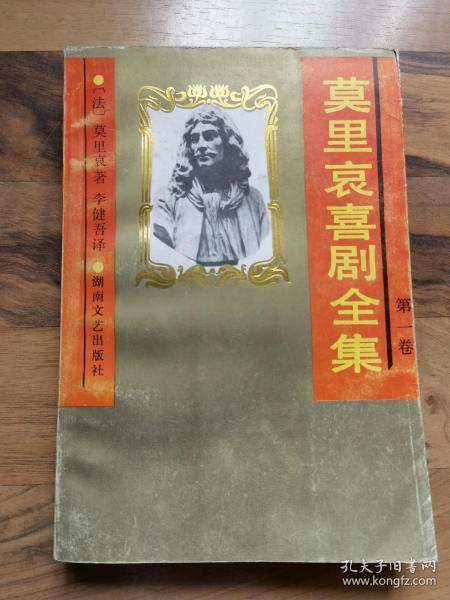 莫里哀喜剧全集
第一卷
〔法〕莫里哀著 李健吾译 湖南文艺出版社
孔夫子旧书网
www.kongfz.com